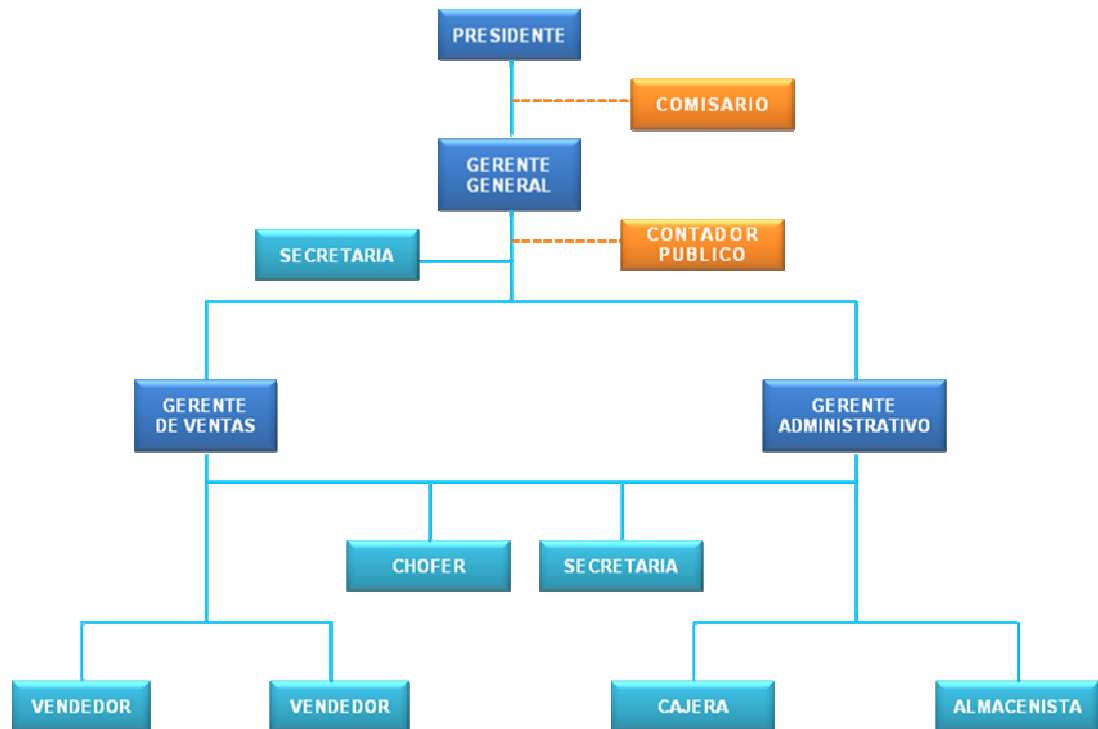 PRESIDENTE
COMISARIO
GERENTE
GENERAL
CONTADOR
PUBLICO
SECRETARIA
GERENTE
DE VENTAS
GERENTE
ADMINISTRATIVO
CHOFER
SECRETARIA
VENDEDOR
VENDEDOR
CAJERA
ALMACENISTA